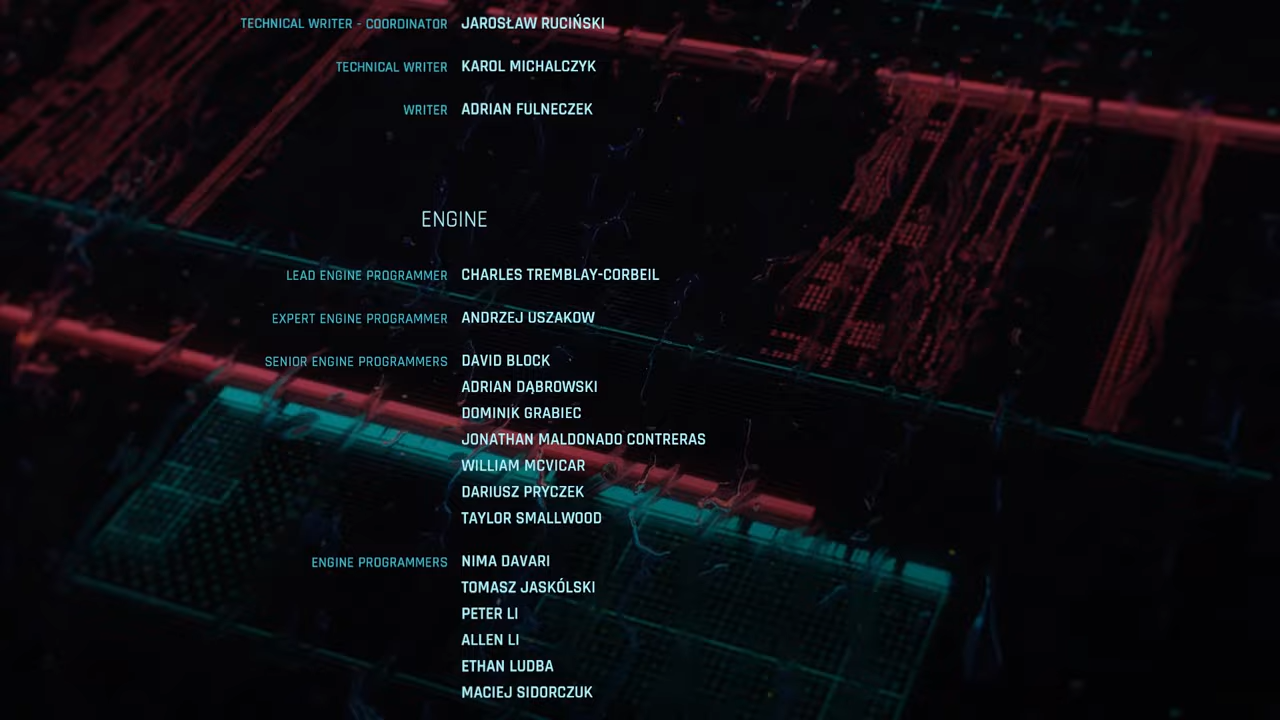 TECHNICAL WRITER - COORDINATOR JAROSŁAW RUCIŃSKI
TECHNICAL WRITER KAROL MICHALCZYK
WRITER ADRIAN FULNECZEK
ENGINE
LEAD ENGINE PROGRAMMER CHARLES TREMBLAY-CORBEIL
EXPERT ENGINE PROGRAMMER ANDRZEJ USZAKOW
SENIOR ENGINE PROGRAMMERS DAVID BLOCK
ADRIAN DĄBROWSKI
DOMINIK GRABIEC
JONATHAN MALDONADO CONTRERAS
WILLIAM MCVICAR
DARIUSZ PRYCZEK
TAYLOR SMALLWOOD
ENGINE PROGRAMMERS NIMA DAVARI
TOMASZ JASKÓLSKI
PETER LI
ALLEN LI
ETHAN LUDBA
MACIEJ SIDORCZUK